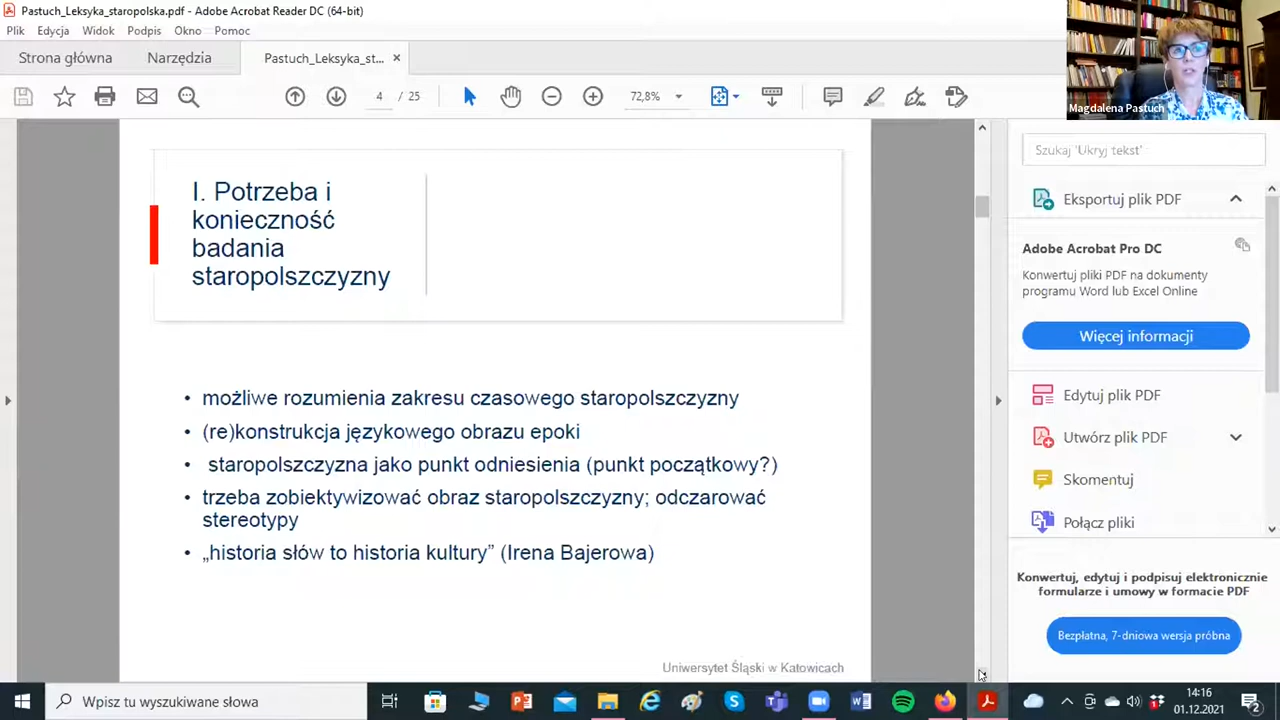 Pastuch_Leksyka_staropolska.pdf - Adobe Acrobat Reader DC (64-bit)
Plik Edycja Widok Podpis Okno Pomoc
Strona główna Narzędzia Pastuch_Leksyka_st... ×
4 / 25 72,8%
Magdalena Pastuch
Szukaj 'Ukryj tekst'
I. Potrzeba i
konieczność
badania
staropolszczyzny
• możliwe rozumienia zakresu czasowego staropolszczyzny
• (re)konstrukcja językowego obrazu epoki
• staropolszczyzna jako punkt odniesienia (punkt początkowy?)
• trzeba zobiektywizować obraz staropolszczyzny; odczarować
stereotypy
• „historia słów to historia kultury” (Irena Bajerowa)
Uniwersytet Śląski w Katowicach
Eksportuj plik PDF
Adobe Acrobat Pro DC
Konwertuj pliki PDF na dokumenty
programu Word lub Excel Online
Więcej informacji
Edytuj plik PDF
Utwórz plik PDF
Skomentuj
Połącz pliki
Konwertuj, edytuj i podpisuj elektronicznie
formularze i umowy w formacie PDF
Bezpłatna, 7-dniowa wersja próbna
Wpisz tu wyszukiwane słowa
14:16
01.12.2021
2